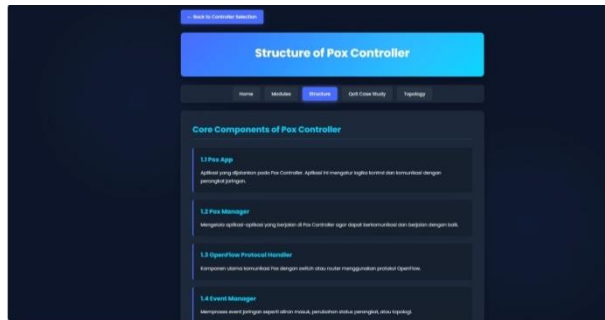 ← Back to Controller Selection
Structure of Pox Controller
Home Modules Structure QoS Case Study Topology
Core Components of Pox Controller
1.1 Pox App
Aplikasi yang dijalankan pada Pox Controller. Aplikasi ini mengatur logika kontrol dan komunikasi dengan
perangkat jaringan.
1.2 Pox Manager
Mengelola aplikasi-aplikasi yang berjalan di Pox Controller agar dapat berkomunikasi dan berjalan dengan baik.
1.3 OpenFlow Protocol Handler
Komponen utama komunikasi Pox dengan switch atau router menggunakan protokol OpenFlow.
1.4 Event Manager
Memproses event jaringan seperti aliran masuk, perubahan status perangkat, atau topologi.